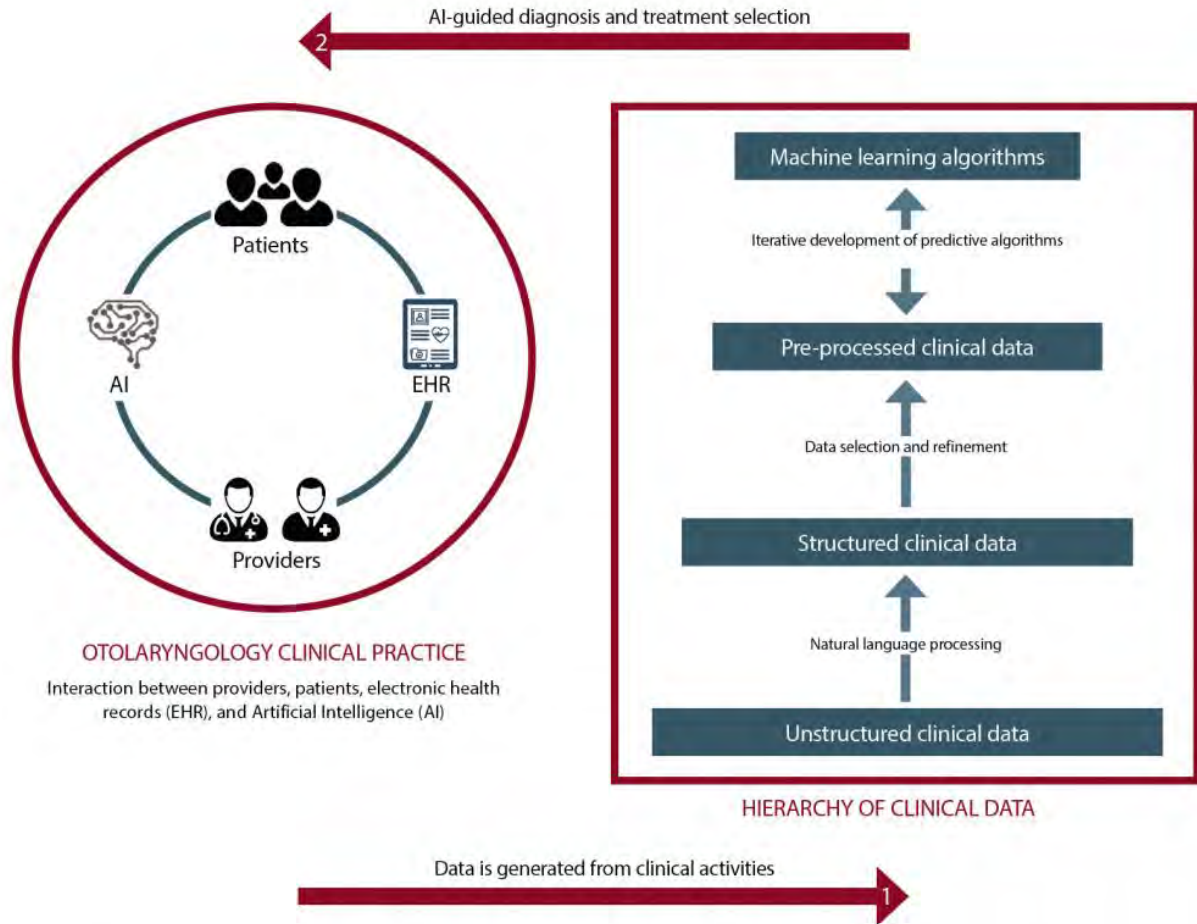 AI-guided diagnosis and treatment selection
2
Patients
AI
EHR
Providers
OTOLARYNGOLOGY CLINICAL PRACTICE
Interaction between providers, patients, electronic health
records (EHR), and Artificial Intelligence (AI)
Machine learning algorithms
Iterative development of predictive algorithms
Pre-processed clinical data
Data selection and refinement
Structured clinical data
Natural language processing
Unstructured clinical data
HIERARCHY OF CLINICAL DATA
Data is generated from clinical activities
1